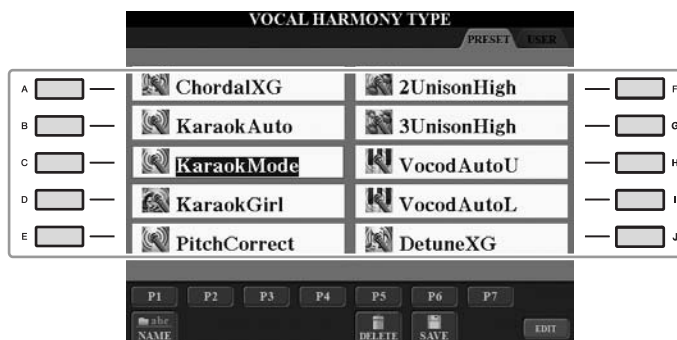 VOCAL HARMONY TYPE
PRESET USER
A ChordalXG 2UnisonHigh F
B KaraokAuto 3UnisonHigh G
C KaraokMode VocodAutoU H
D KaraokGirl VocodAutoL I
E PitchCorrect DetuneXG J
P1 P2 P3 P4 P5 P6 P7
abc
NAME DELETE SAVE EDIT